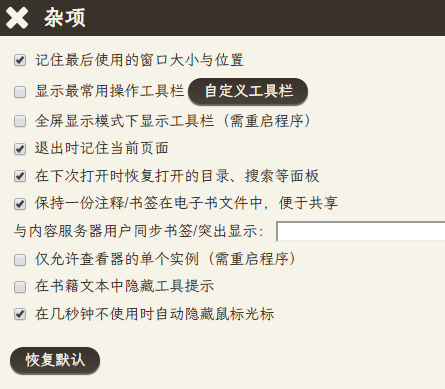 杂项
记住最后使用的窗口大小与位置
显示最常用操作工具栏 自定义工具栏
全屏显示模式下显示工具栏（需重启程序）
退出时记住当前页面
在下次打开时恢复打开的目录、搜索等面板
保持一份注释/书签在电子书文件中，便于共享
与内容服务器用户同步书签/突出显示：
仅允许查看器的单个实例（需重启程序）
在书籍文本中隐藏工具提示
在几秒钟不使用时自动隐藏鼠标光标
恢复默认